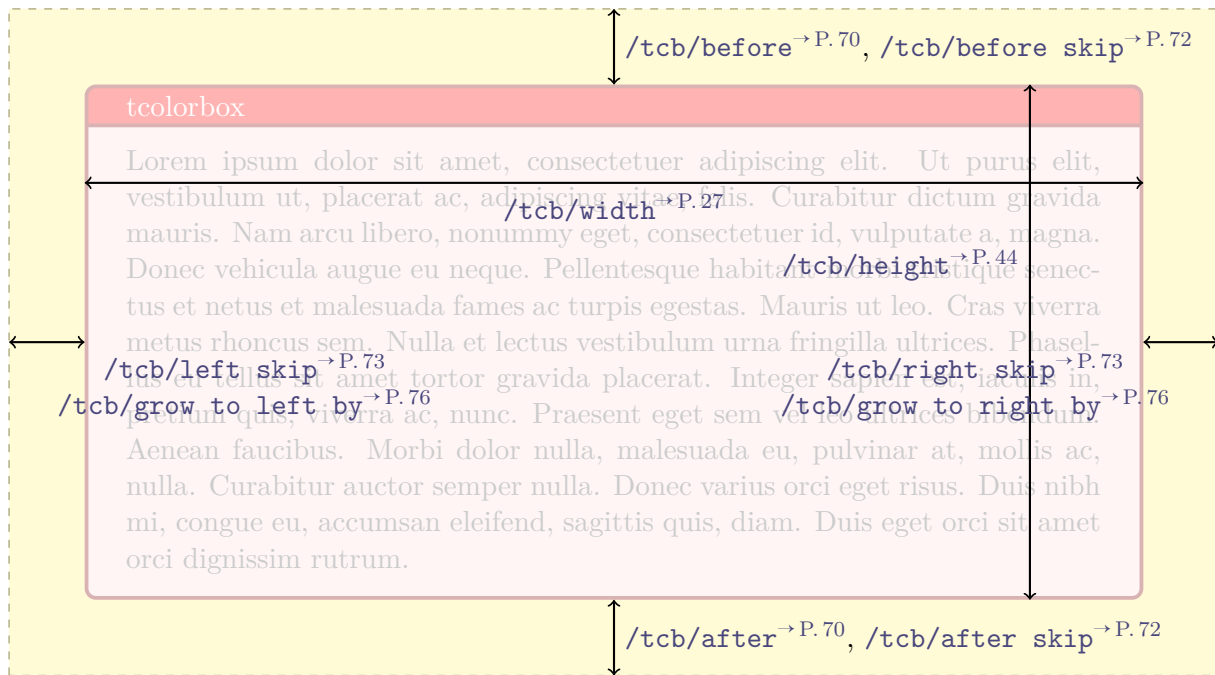 /tcb/before→P. 70, /tcb/before skip→P. 72
tcolorbox
Lorem ipsum dolor sit amet, consectetuer adipiscing elit. Ut purus elit,
vestibulum ut, placerat ac, adipiscing vitae, felis. Curabitur dictum gravida
/tcb/width→P. 27
mauris. Nam arcu libero, nonummy eget, consectetuer id, vulputate a, magna.
Donec vehicula augue eu neque. Pellentesque habitant morbi tristique senec-
/tcb/height→P. 44
tus et netus et malesuada fames ac turpis egestas. Mauris ut leo. Cras viverra
metus rhoncus sem. Nulla et lectus vestibulum urna fringilla ultrices. Phasel-
/tcb/left skip→P. 73
/tcb/right skip→P. 73
lus eu tellus sit amet tortor gravida placerat. Integer sapien est, iaculis in,
/tcb/grow to left by→P. 76
/tcb/grow to right by→P. 76
pretium quis, viverra ac, nunc. Praesent eget sem vel leo ultrices bibendum.
Aenean faucibus. Morbi dolor nulla, malesuada eu, pulvinar at, mollis ac,
nulla. Curabitur auctor semper nulla. Donec varius orci eget risus. Duis nibh
mi, congue eu, accumsan eleifend, sagittis quis, diam. Duis eget orci sit amet
orci dignissim rutrum.
/tcb/after→P. 70, /tcb/after skip→P. 72